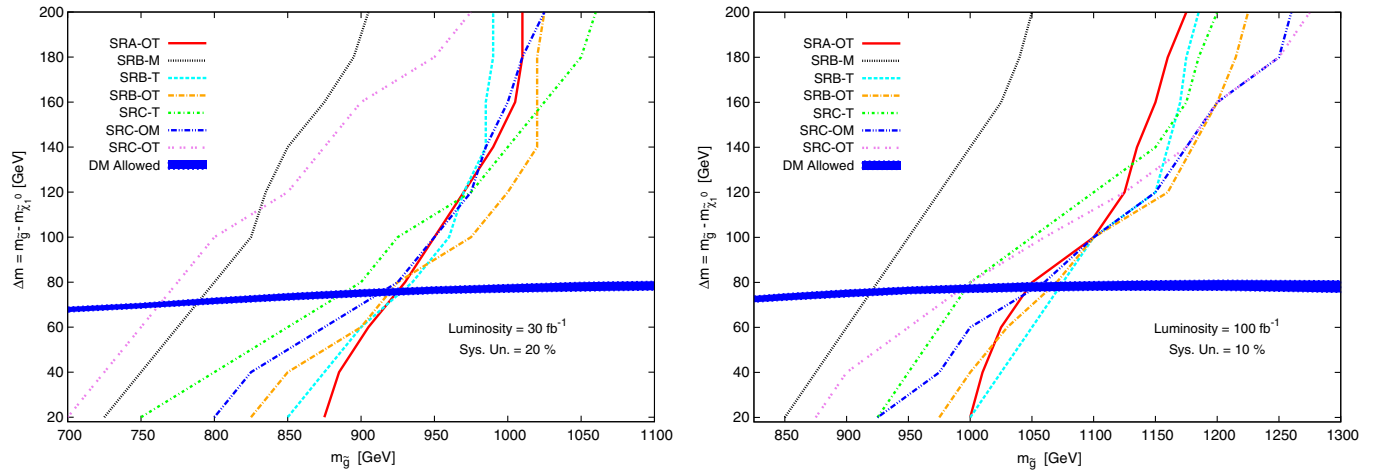 200
180
160
140
120
100
80
60
40
20
Δm = m_g̃ - m_χ̃₁⁰ [GeV]
SRA-OT
SRB-M
SRB-T
SRB-OT
SRC-T
SRC-OM
SRC-OT
DM Allowed
Luminosity = 30 fb⁻¹
Sys. Un. = 20 %
700 750 800 850 900 950 1000 1050 1100
m_g̃ [GeV]
200
180
160
140
120
100
80
60
40
20
Δm = m_g̃ - m_χ̃₁⁰ [GeV]
SRA-OT
SRB-M
SRB-T
SRB-OT
SRC-T
SRC-OM
SRC-OT
DM Allowed
Luminosity = 100 fb⁻¹
Sys. Un. = 10 %
850 900 950 1000 1050 1100 1150 1200 1250 1300
m_g̃ [GeV]